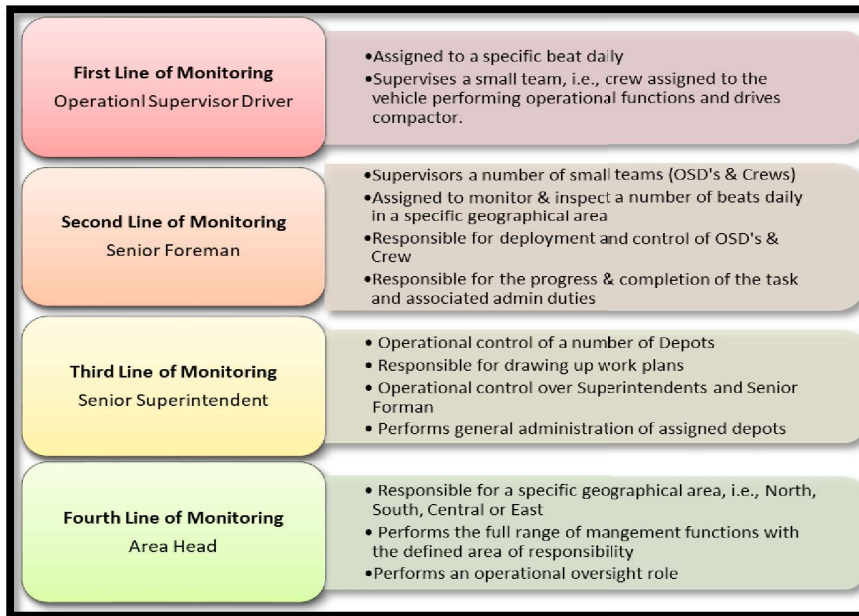 First Line of Monitoring
Operationl Supervisor Driver
•Assigned to a specific beat daily
•Supervises a small team, i.e., crew assigned to the
vehicle performing operational functions and drives
compactor.
Second Line of Monitoring
Senior Foreman
•Supervisors a number of small teams (OSD's & Crews)
•Assigned to monitor & inspect a number of beats daily
in a specific geographical area
•Responsible for deployment and control of OSD's &
Crew
•Responsible for the progress & completion of the task
and associated admin duties
Third Line of Monitoring
Senior Superintendent
• Operational control of a number of Depots
• Responsible for drawing up work plans
• Operational control over Superintendents and Senior
Forman
• Performs general administration of assigned depots
Fourth Line of Monitoring
Area Head
• Responsible for a specific geographical area, i.e., North,
South, Central or East
• Performs the full range of mangement functions with
the defined area of responsibility
•Performs an operational oversight role